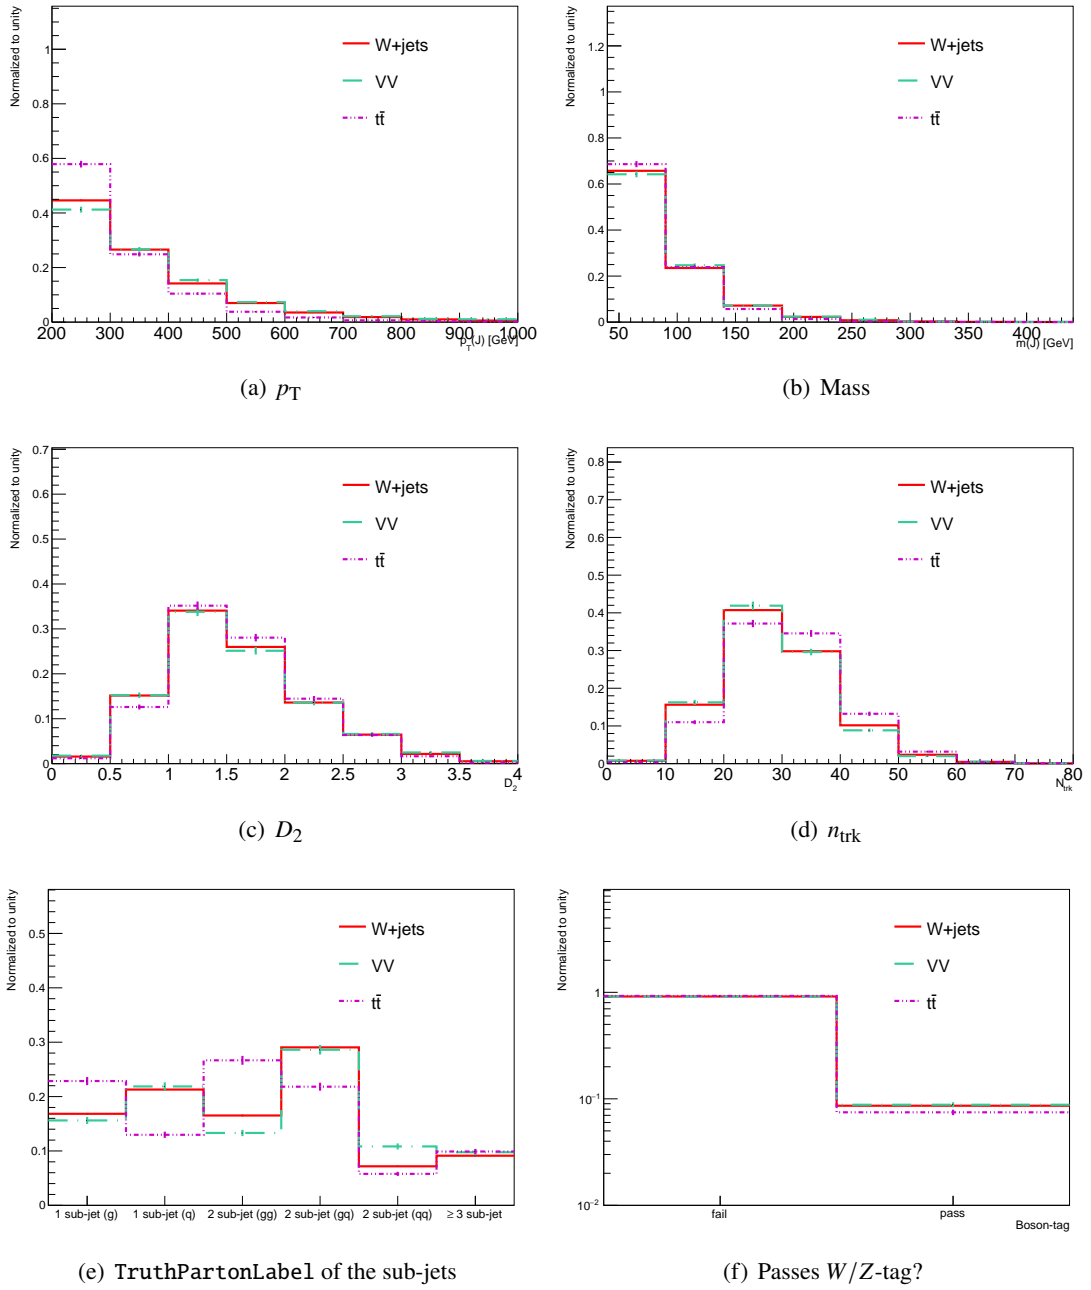 Normalized to unity
1
0.8
0.6
0.4
0.2
0
W+jets
VV
tt̄
200 300 400 500 600 700 800 900 1000
p_T(J) [GeV]
(a) p_T
Normalized to unity
1.2
1
0.8
0.6
0.4
0.2
0
W+jets
VV
tt̄
50 100 150 200 250 300 350 400
m(J) [GeV]
(b) Mass
Normalized to unity
0.7
0.6
0.5
0.4
0.3
0.2
0.1
0
W+jets
VV
tt̄
0 0.5 1 1.5 2 2.5 3 3.5 4
D_2
(c) D_2
Normalized to unity
0.8
0.7
0.6
0.5
0.4
0.3
0.2
0.1
0
W+jets
VV
tt̄
0 10 20 30 40 50 60 70 80
N_trk
(d) n_trk
Normalized to unity
0.5
0.4
0.3
0.2
0.1
0
W+jets
VV
tt̄
1 sub-jet (g) 1 sub-jet (q) 2 sub-jet (gg) 2 sub-jet (gq) 2 sub-jet (qq) ≥ 3 sub-jet
(e) TruthPartonLabel of the sub-jets
Normalized to unity
1
10⁻¹
10⁻²
W+jets
VV
tt̄
fail pass
Boson-tag
(f) Passes W/Z-tag?